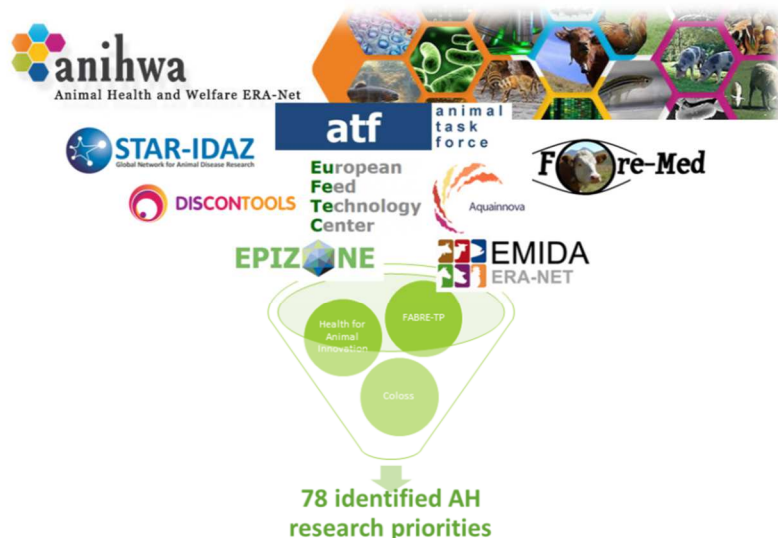 anihwa
Animal Health and Welfare ERA-Net
atf
animal
task
force
STAR-IDAZ
Global Network for Animal Disease Research
European
Feed
Technology
Center
Fore-Med
DISCONTOOLS
Aquainnova
EPIZONE
EMIDA
ERA-NET
Health for
Animal
Innovation
FABRE-TP
Coloss
78 identified AH
research priorities